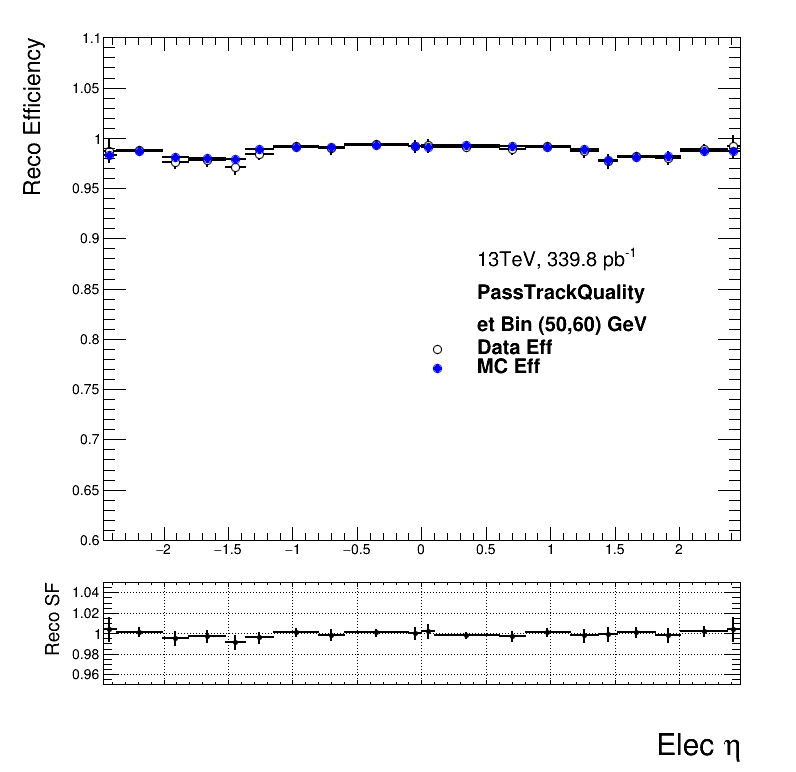 Reco Efficiency
1.1
1.05
1
0.95
0.9
0.85
0.8
0.75
0.7
0.65
0.6
13TeV, 339.8 pb⁻¹
PassTrackQuality
et Bin (50,60) GeV
Data Eff
MC Eff
−2 −1.5 −1 −0.5 0 0.5 1 1.5 2
Reco SF
1.04
1.02
1
0.98
0.96
Elec η